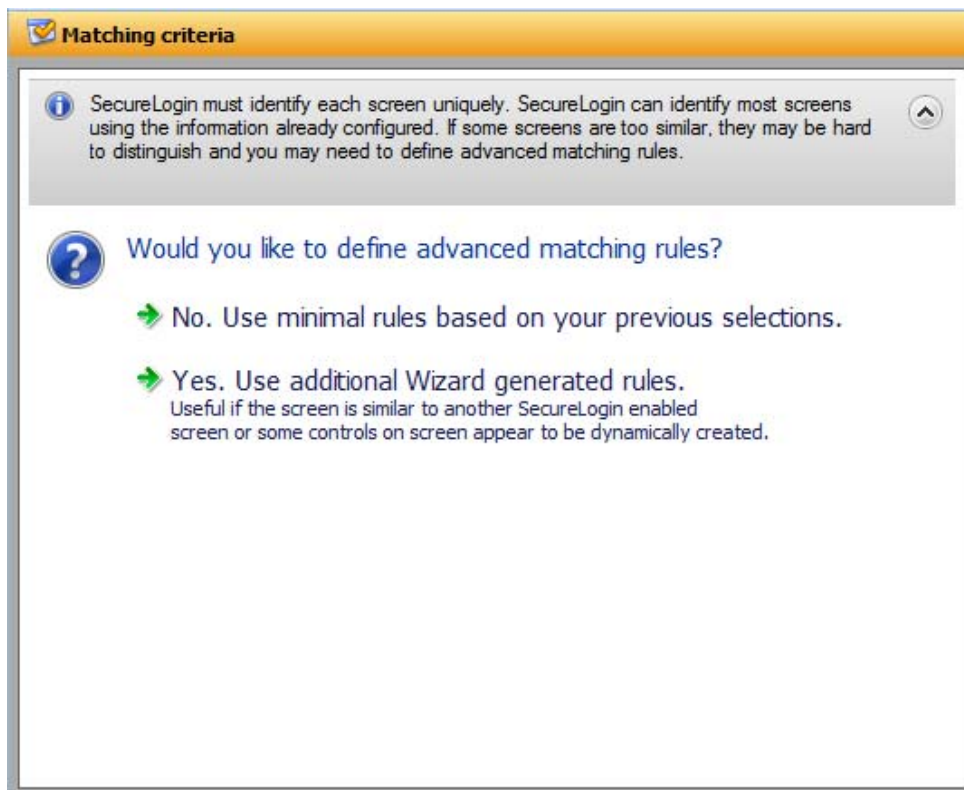 Matching criteria
SecureLogin must identify each screen uniquely. SecureLogin can identify most screens
using the information already configured. If some screens are too similar, they may be hard
to distinguish and you may need to define advanced matching rules.
Would you like to define advanced matching rules?
No. Use minimal rules based on your previous selections.
Yes. Use additional Wizard generated rules.
Useful if the screen is similar to another SecureLogin enabled
screen or some controls on screen appear to be dynamically created.